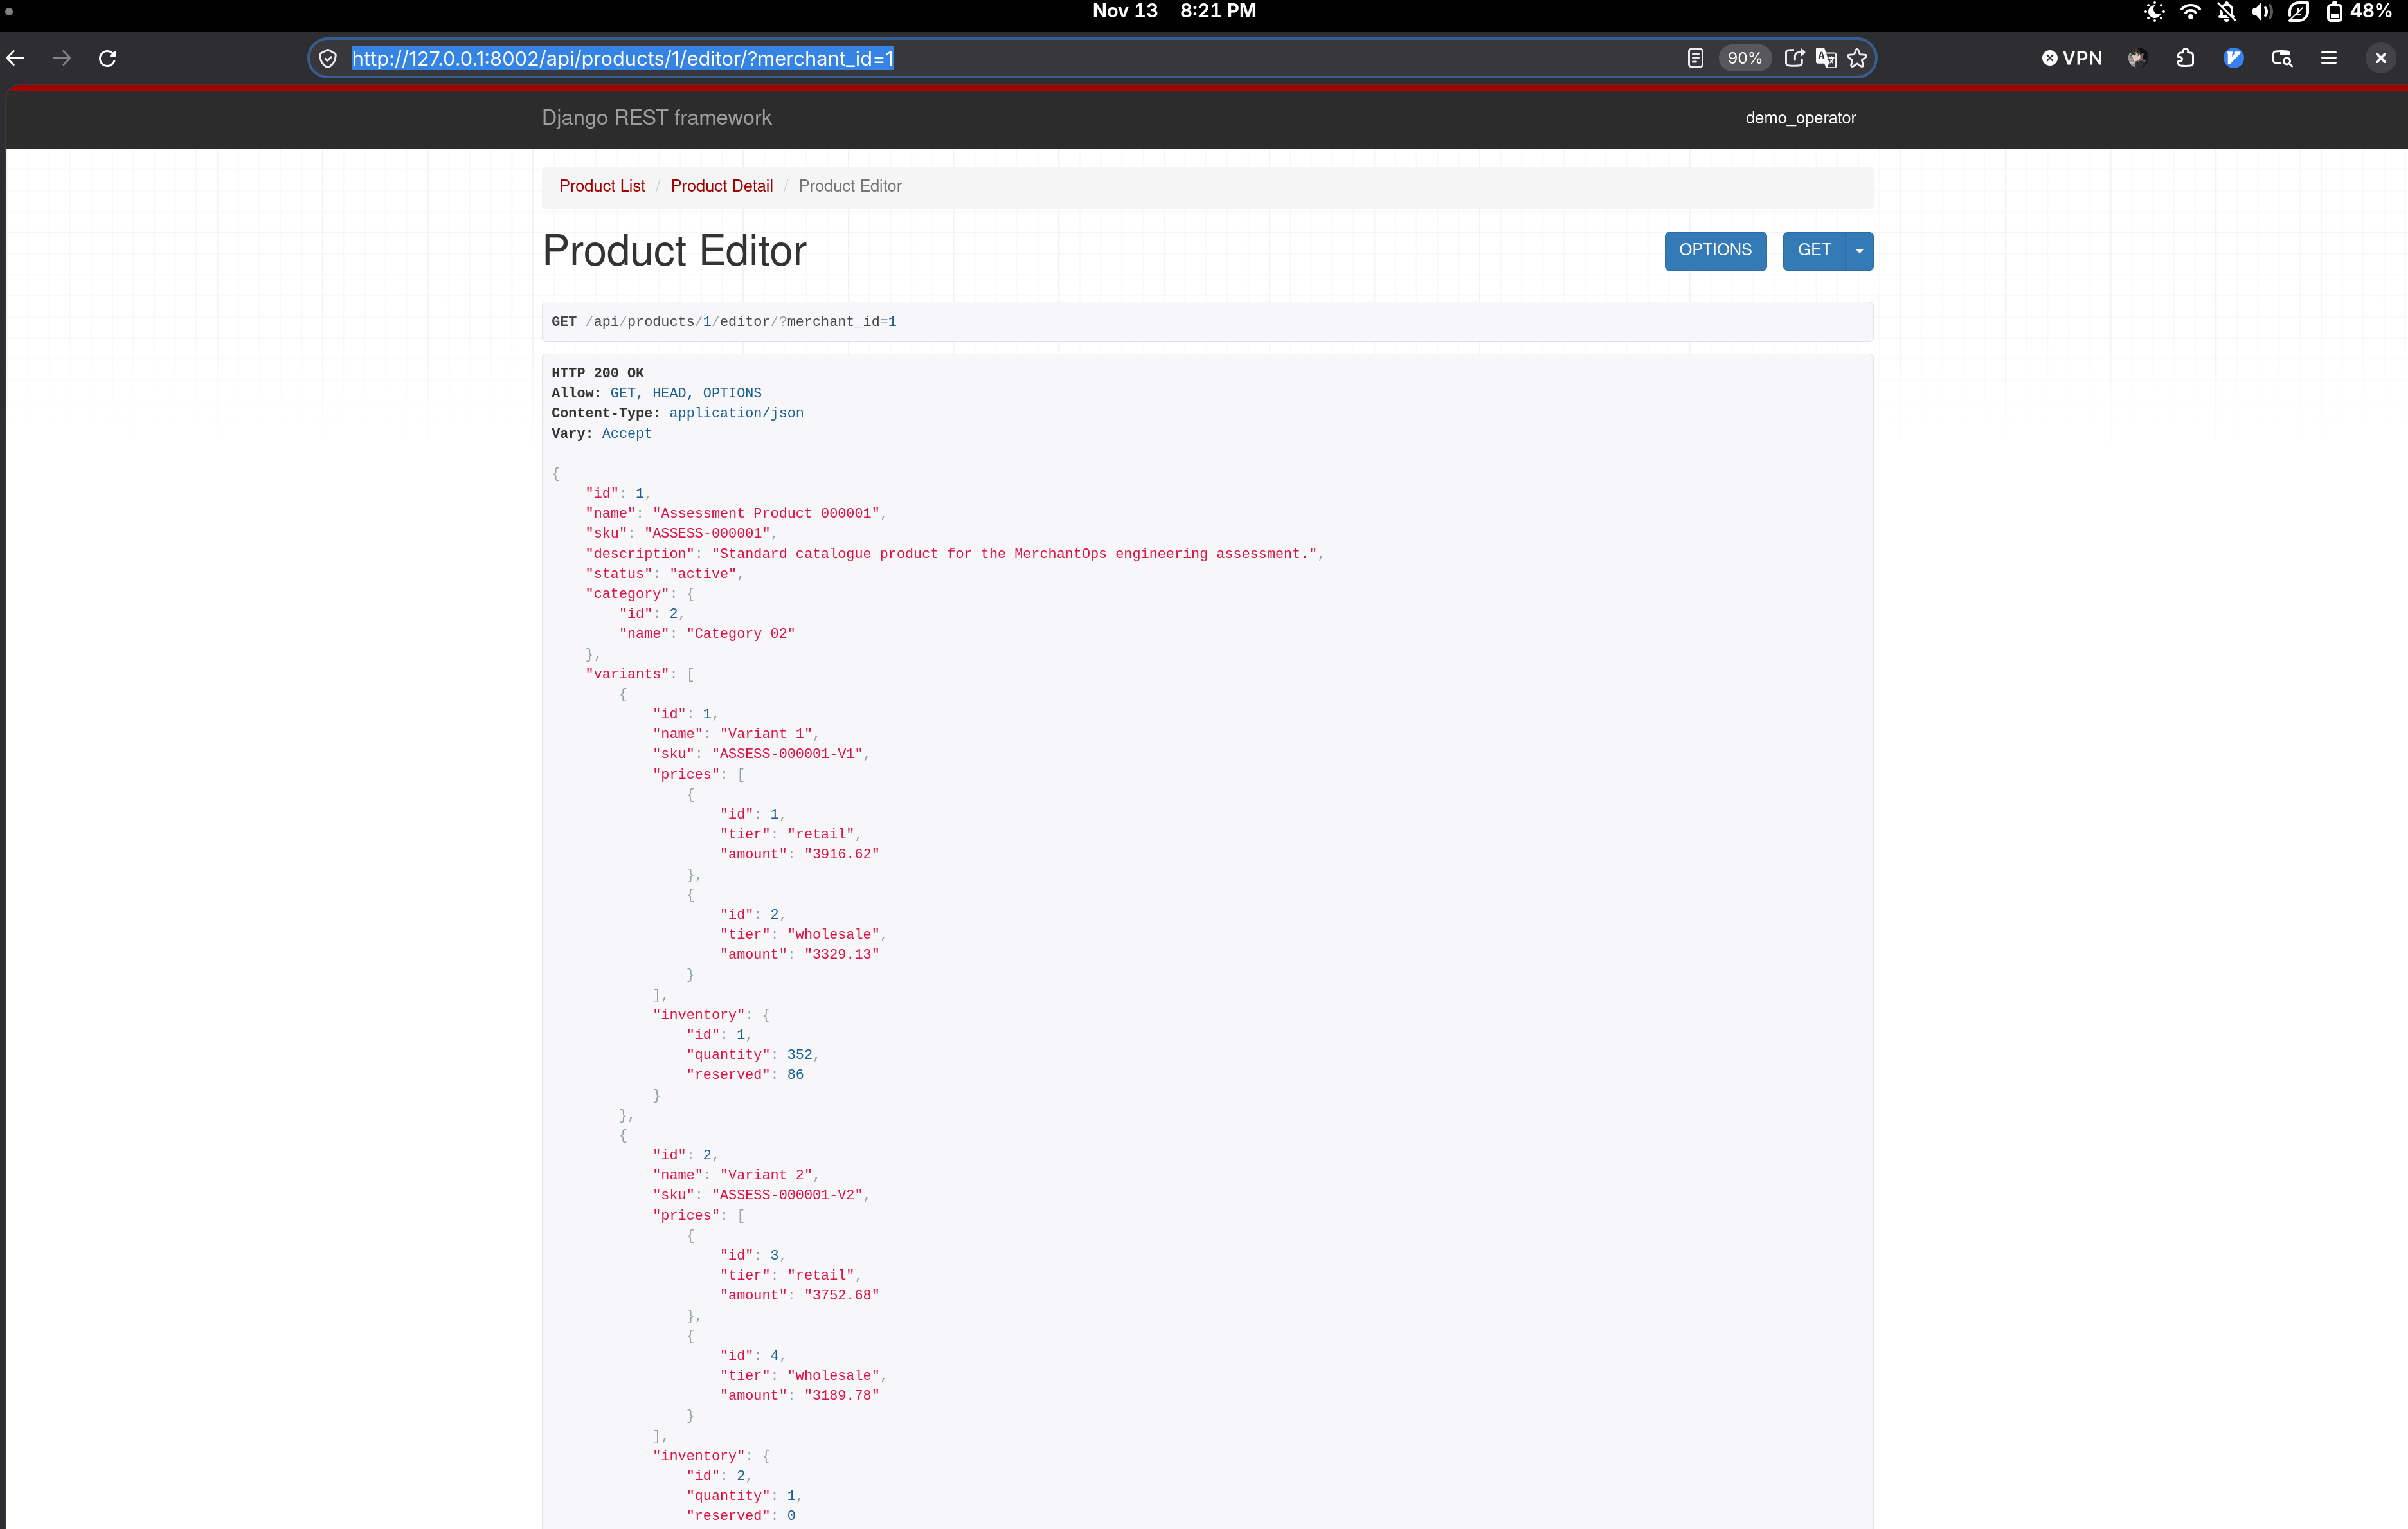 Nov 13 8:21 PM
48%
http://127.0.0.1:8002/api/products/1/editor/?merchant_id=1
90%
VPN
Django REST framework
demo_operator
Product List / Product Detail / Product Editor
Product Editor
OPTIONS
GET
GET /api/products/1/editor/?merchant_id=1
HTTP 200 OK
Allow: GET, HEAD, OPTIONS
Content-Type: application/json
Vary: Accept
{
    "id": 1,
    "name": "Assessment Product 000001",
    "sku": "ASSESS-000001",
    "description": "Standard catalogue product for the MerchantOps engineering assessment.",
    "status": "active",
    "category": {
        "id": 2,
        "name": "Category 02"
    },
    "variants": [
        {
            "id": 1,
            "name": "Variant 1",
            "sku": "ASSESS-000001-V1",
            "prices": [
                {
                    "id": 1,
                    "tier": "retail",
                    "amount": "3916.62"
                },
                {
                    "id": 2,
                    "tier": "wholesale",
                    "amount": "3329.13"
                }
            ],
            "inventory": {
                "id": 1,
                "quantity": 352,
                "reserved": 86
            }
        },
        {
            "id": 2,
            "name": "Variant 2",
            "sku": "ASSESS-000001-V2",
            "prices": [
                {
                    "id": 3,
                    "tier": "retail",
                    "amount": "3752.68"
                },
                {
                    "id": 4,
                    "tier": "wholesale",
                    "amount": "3189.78"
                }
            ],
            "inventory": {
                "id": 2,
                "quantity": 1,
                "reserved": 0